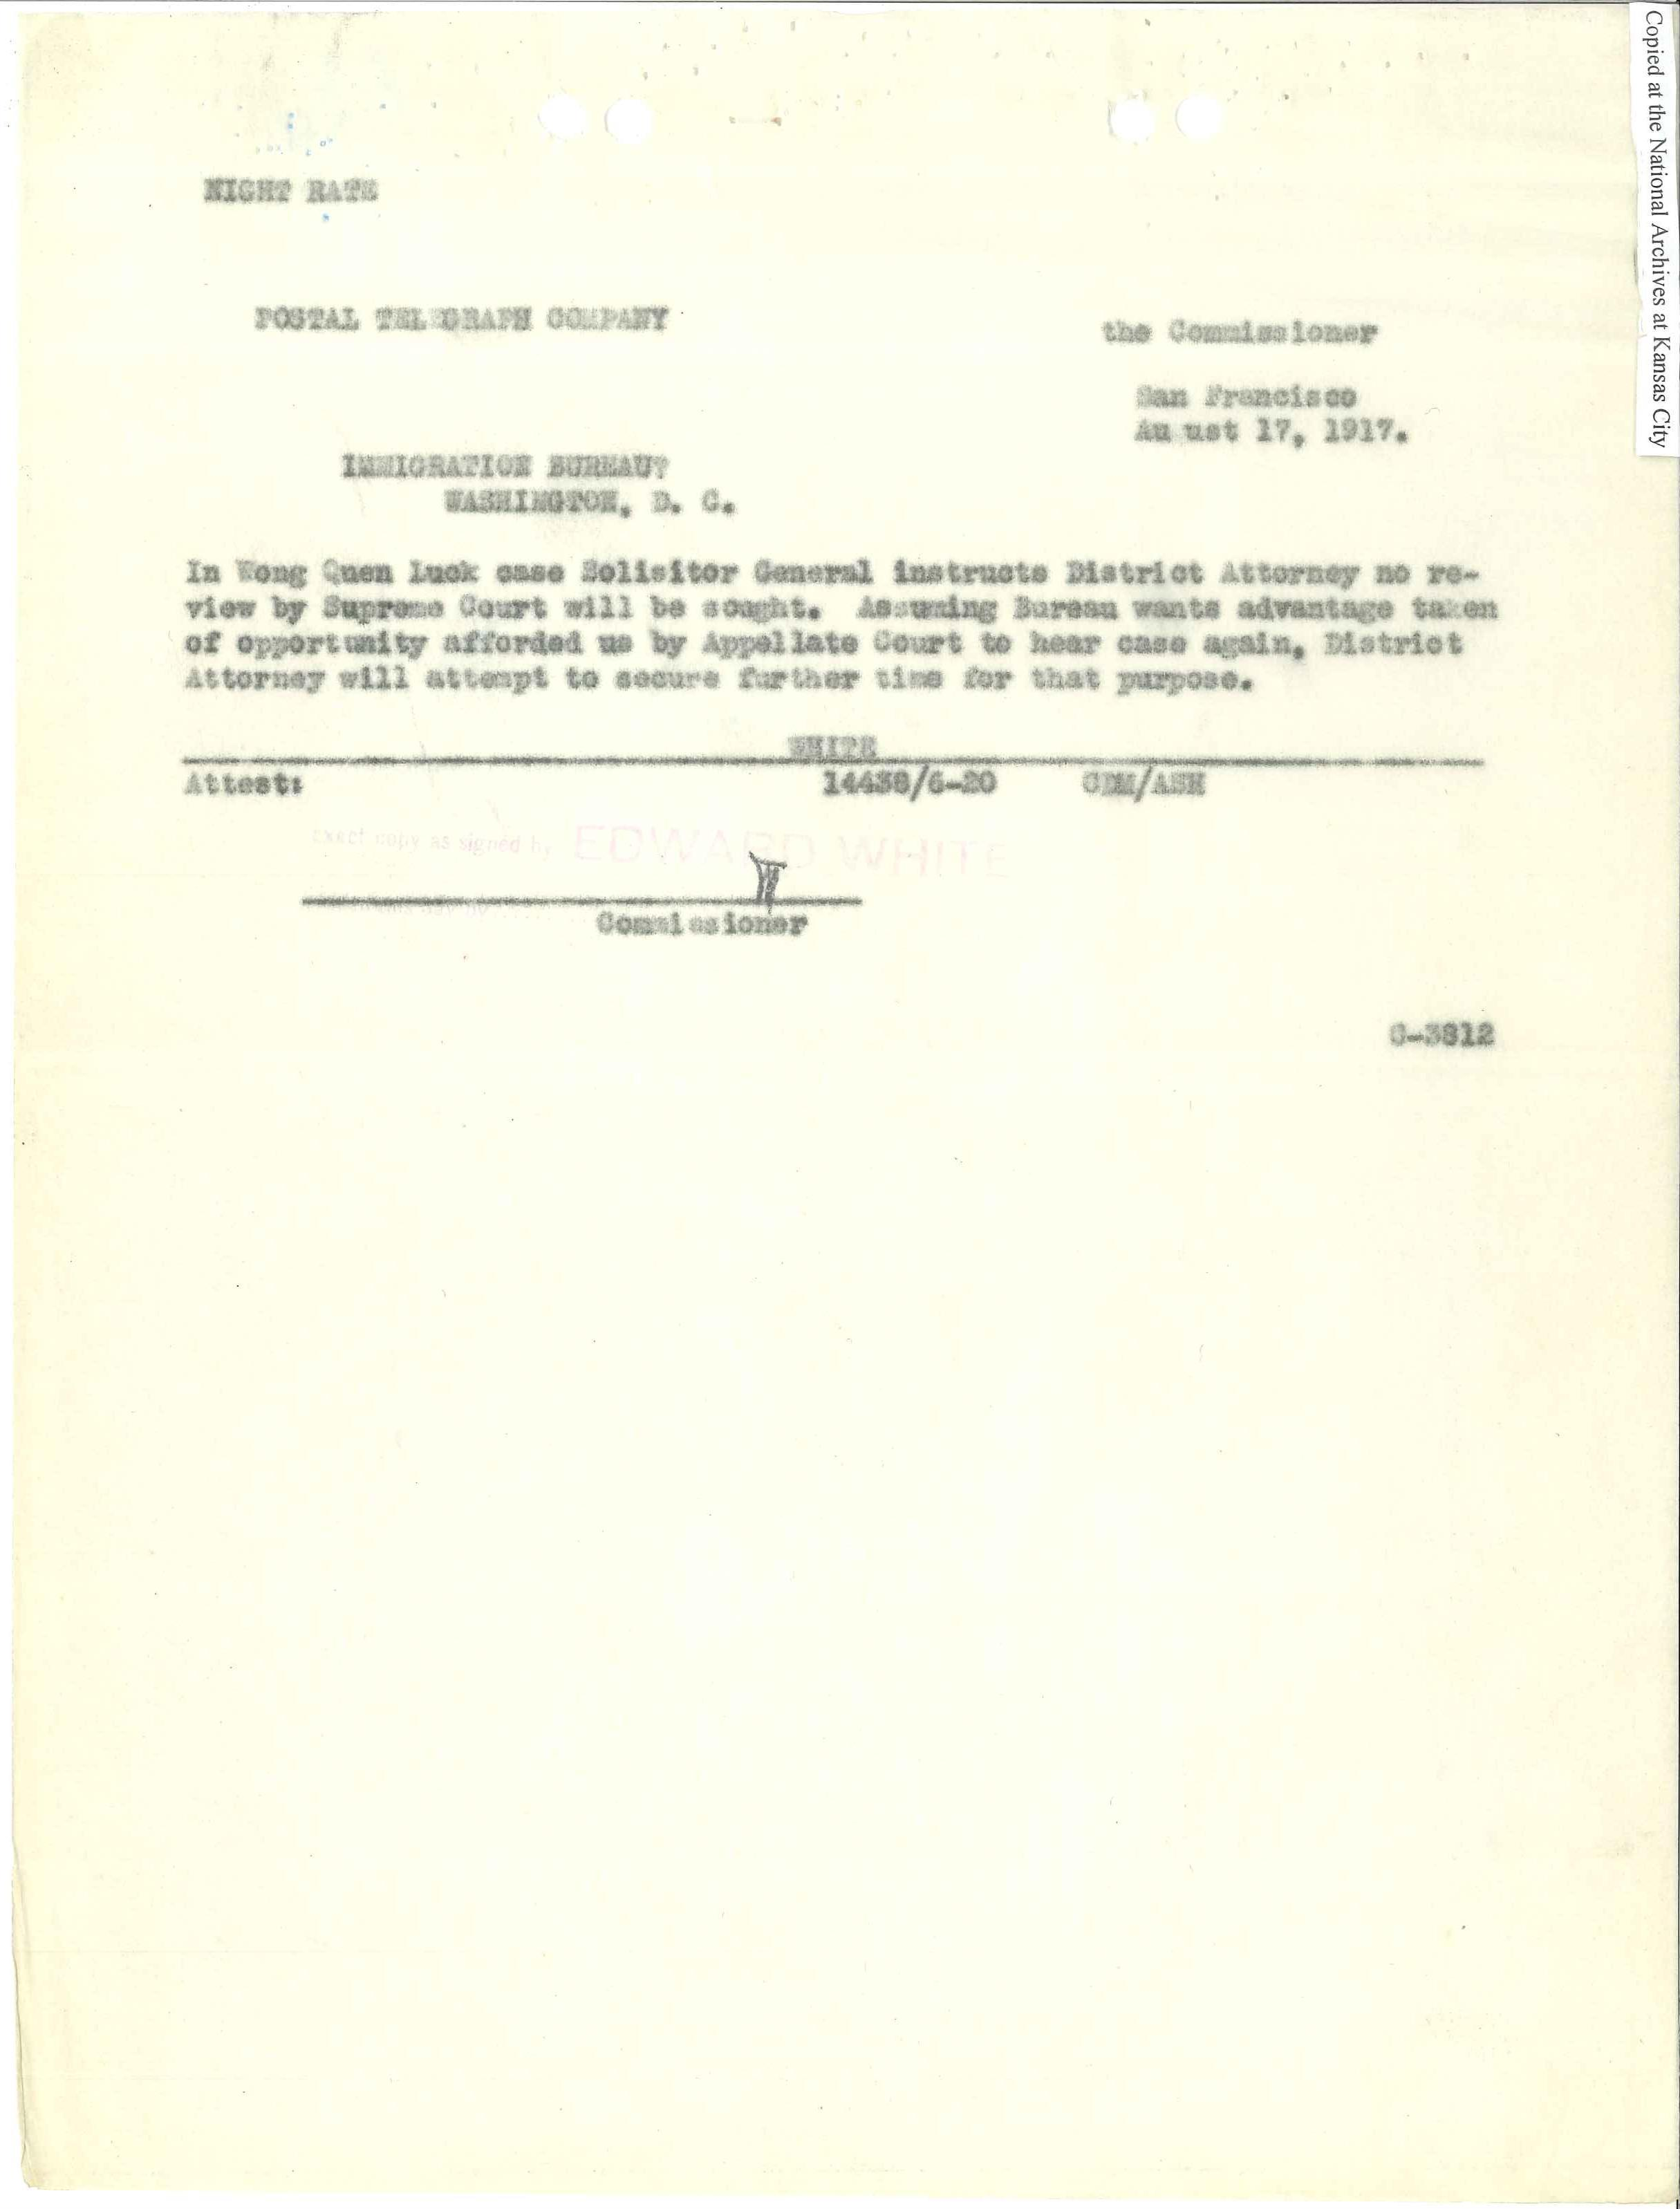 Copied at the National Archives at Kansas City
NIGHT RATE
POSTAL TELEGRAPH COMPANY
the Commissioner
San Francisco
Au ust 17, 1917.
IMMIGRATION BUREAU?
WASHINGTON, D. C.
In Wong Quen Luck case Solicitor General instructs District Attorney no re-
view by Supreme Court will be sought. Assuming Bureau wants advantage taken
of opportunity afforded us by Appellate Court to hear case again, District
Attorney will attempt to secure further time for that purpose.
WHITE
Attest: 14438/6-20 CDM/ASH
exact copy as signed by EDWARD WHITE
W
Commissioner
C-3812